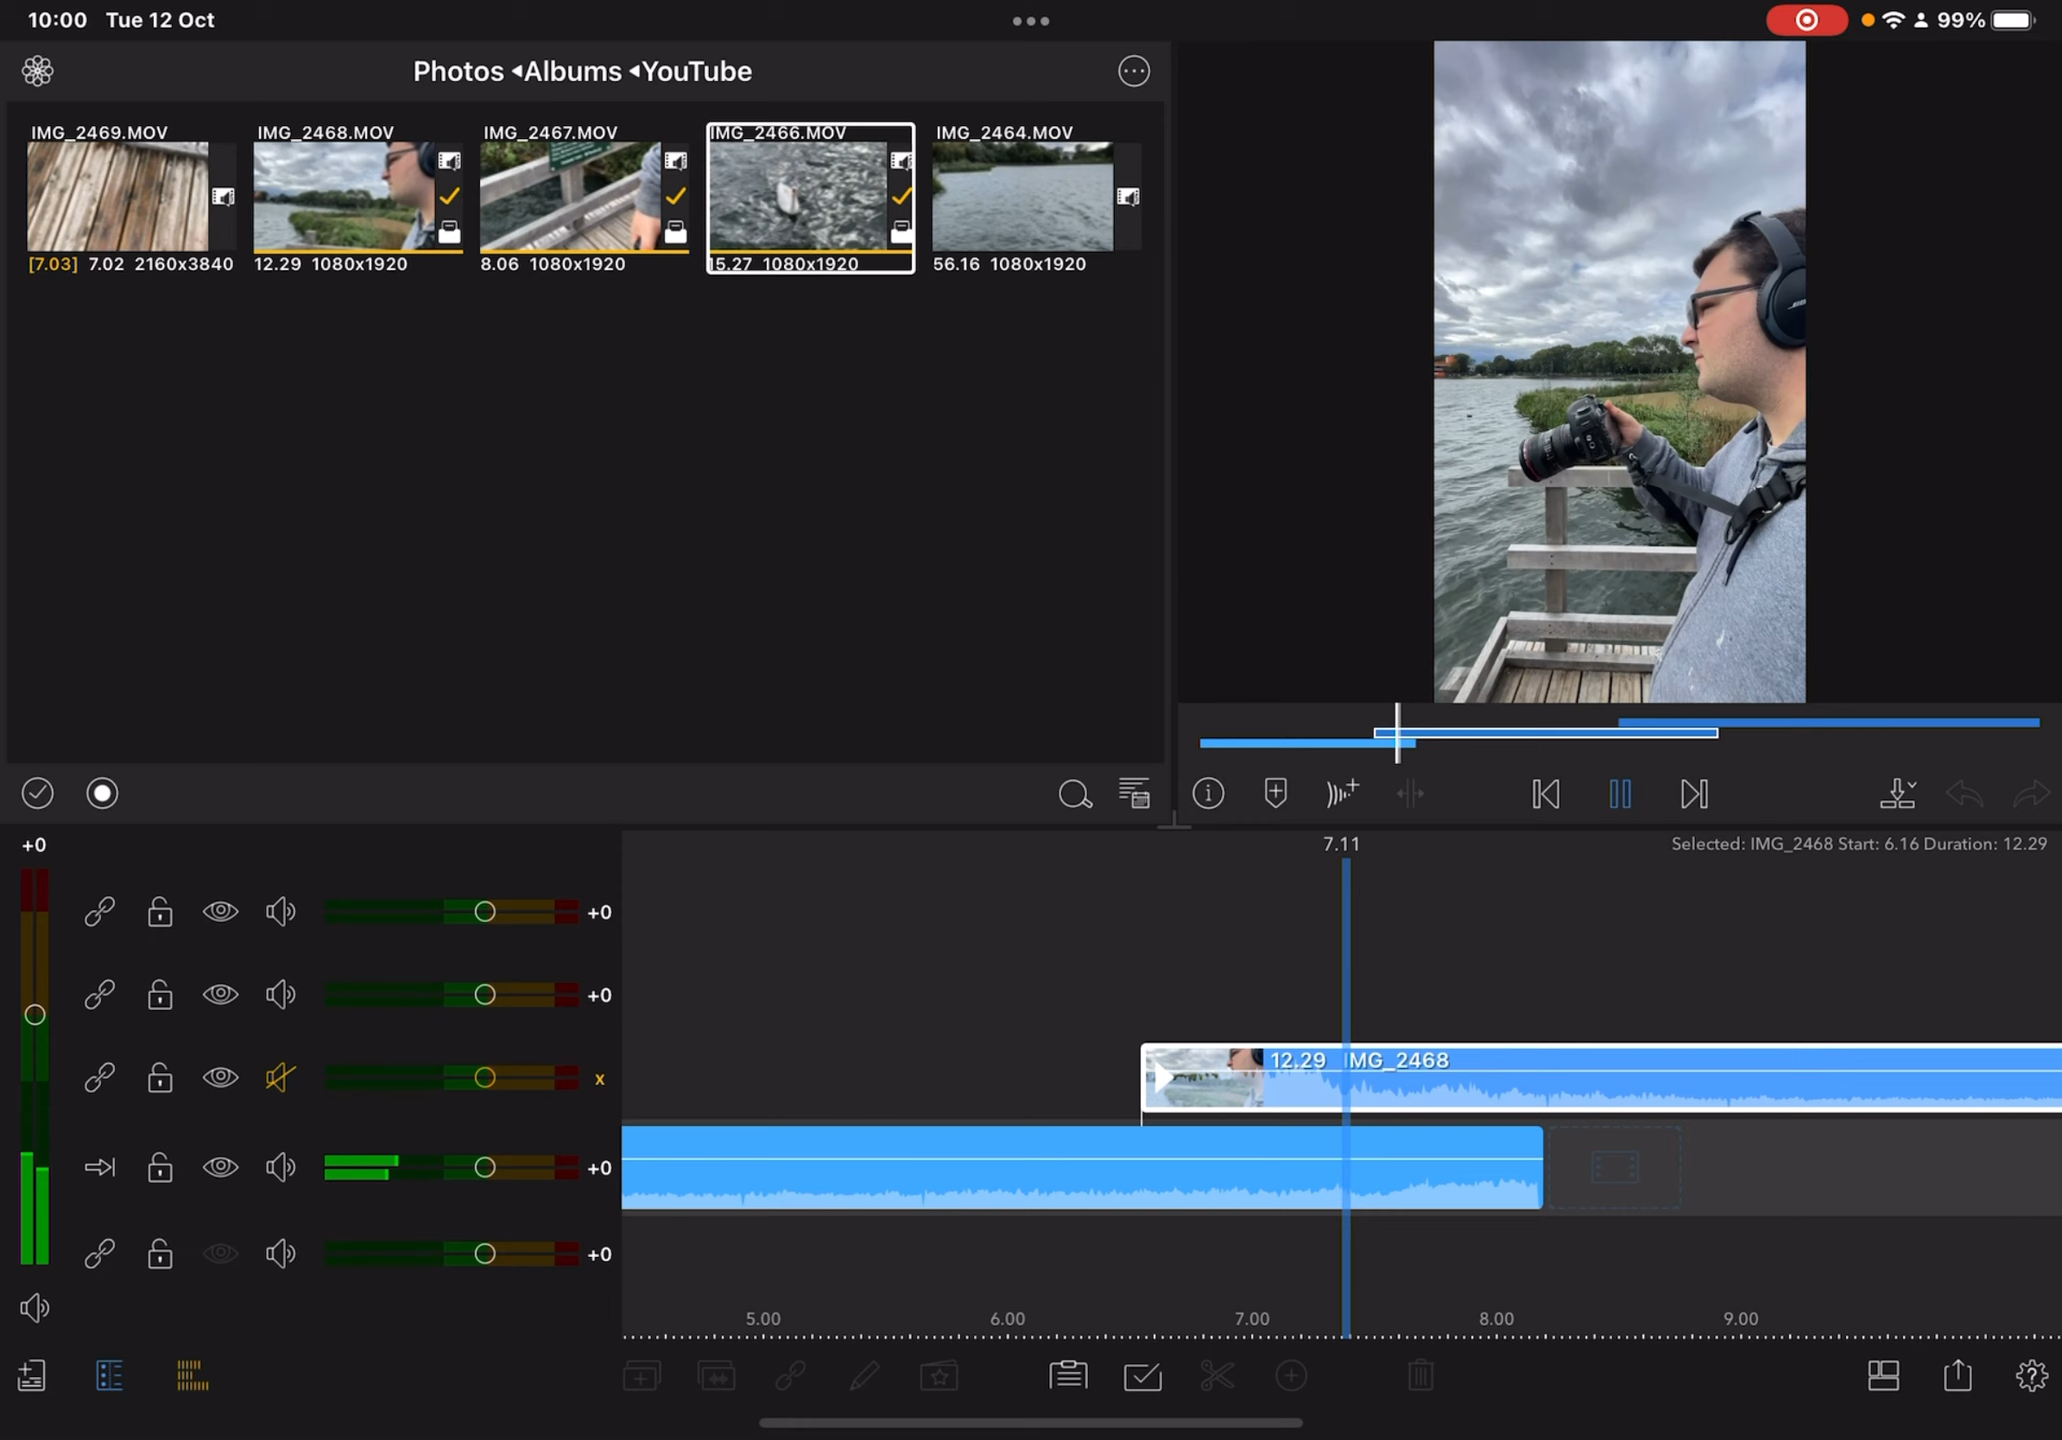 10:00 Tue 12 Oct
99%
Photos ◂Albums ◂YouTube
IMG_2469.MOV
[7.03] 7.02 2160x3840
IMG_2468.MOV
12.29 1080x1920
IMG_2467.MOV
8.06 1080x1920
IMG_2466.MOV
15.27 1080x1920
IMG_2464.MOV
56.16 1080x1920
+0
7.11
Selected: IMG_2468 Start: 6.16 Duration: 12.29
+0
+0
x
+0
+0
12.29 IMG_2468
5.00 6.00 7.00 8.00 9.00